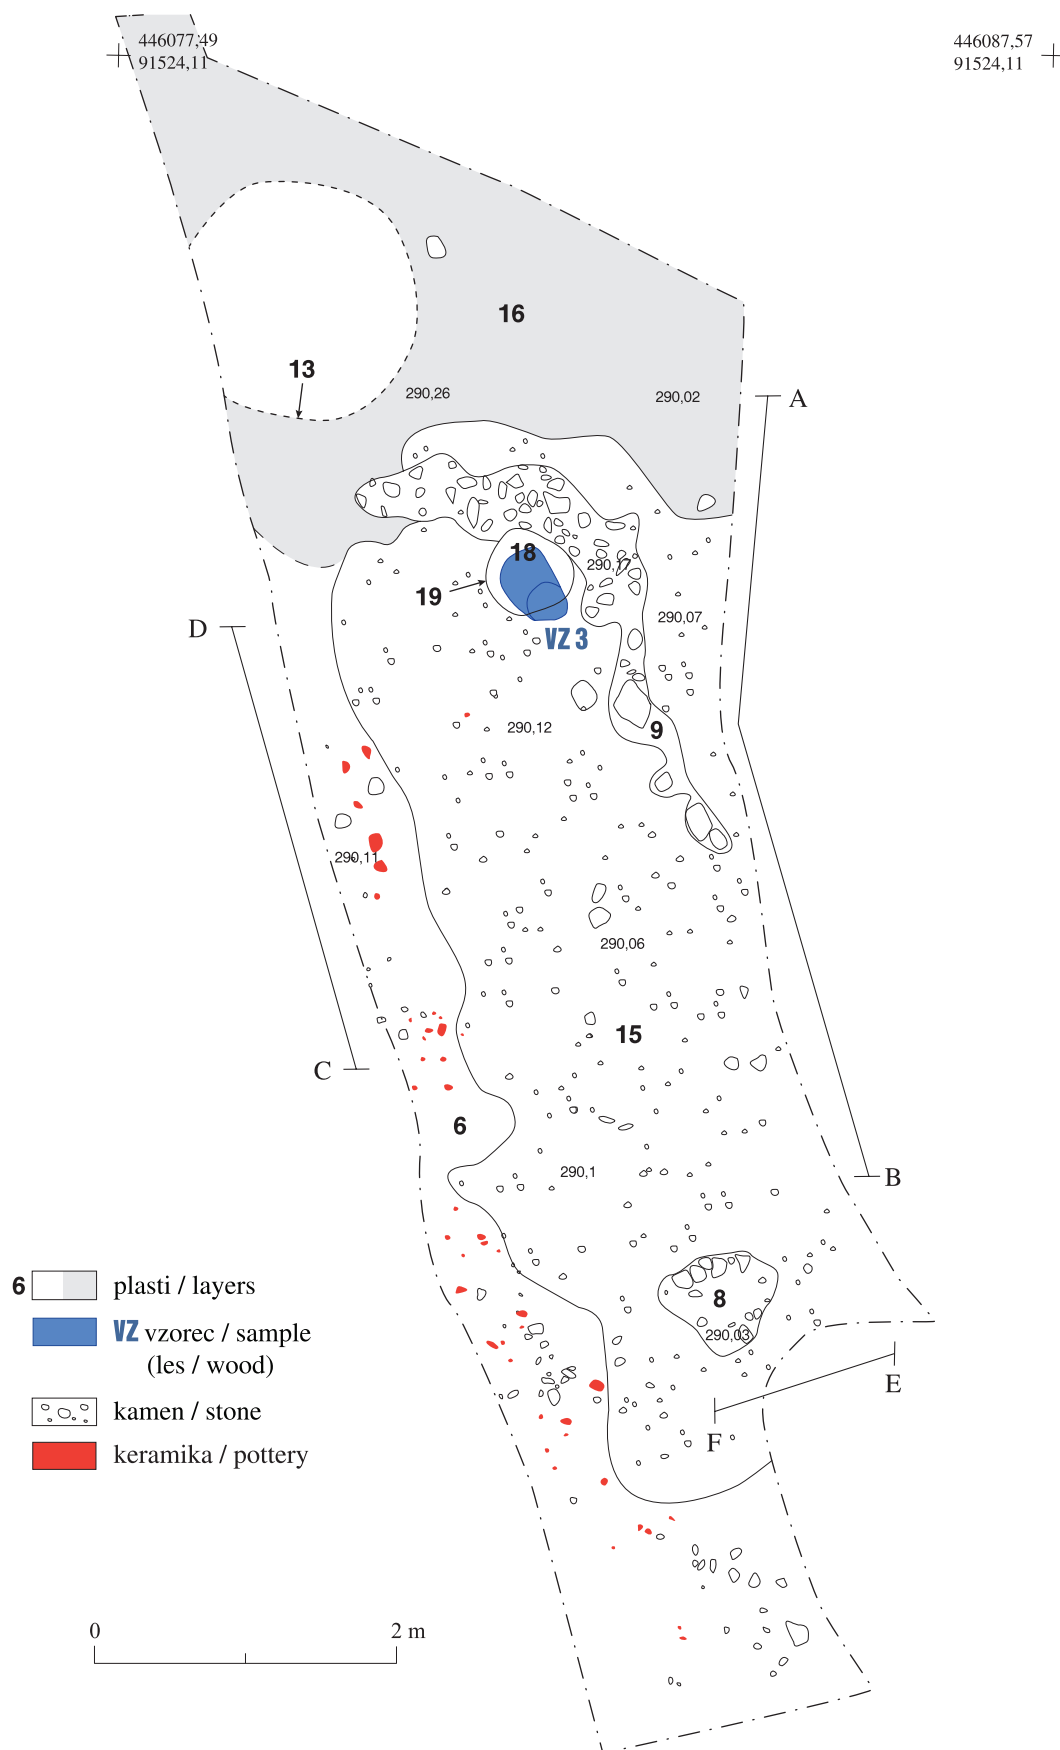 446077,49
91524,11
446087,57
91524,11
16
13
290,26
290,02
A
18
290,17
19
290,07
D
VZ 3
290,12
9
290,11
290,06
15
C
6
290,1
B
6 plasti / layers
8
VZ vzorec / sample
(les / wood)
290,03
E
kamen / stone
F
keramika / pottery
0 2 m